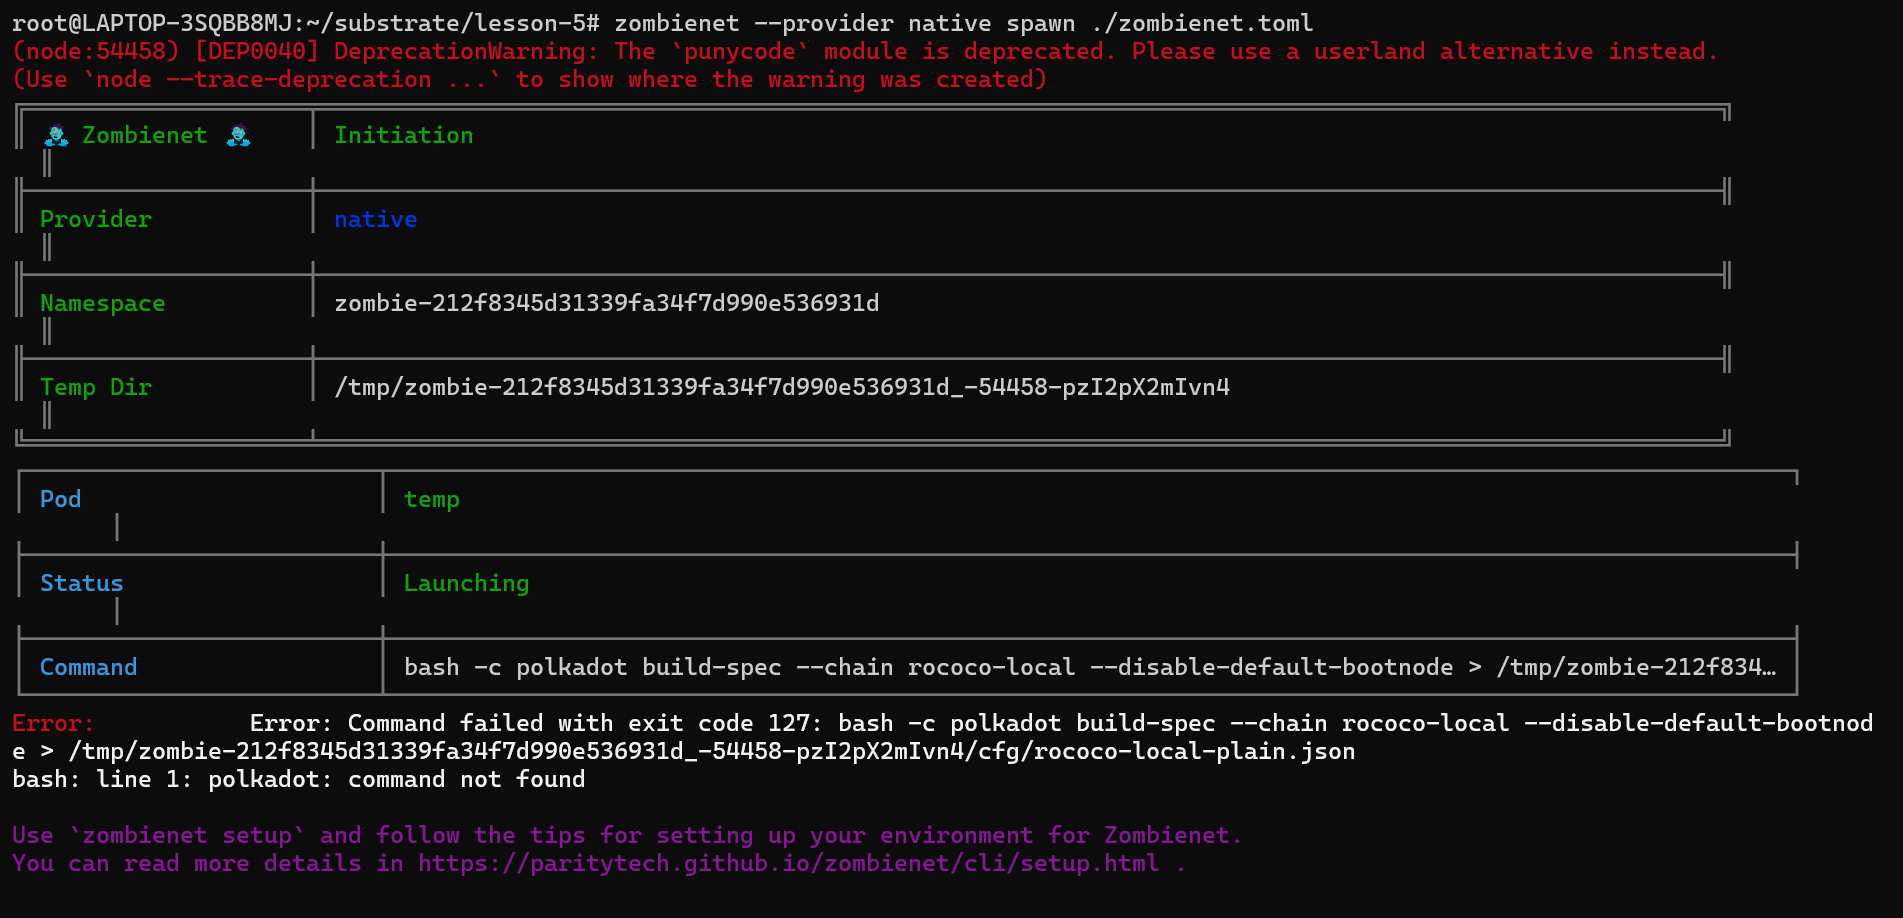 root@LAPTOP-3SQBB8MJ:~/substrate/lesson-5# zombienet --provider native spawn ./zombienet.toml
(node:54458) [DEP0040] DeprecationWarning: The `punycode` module is deprecated. Please use a userland alternative instead.
(Use `node --trace-deprecation ...` to show where the warning was created)
🧟 Zombienet 🧟 Initiation
Provider native
Namespace zombie-212f8345d31339fa34f7d990e536931d
Temp Dir /tmp/zombie-212f8345d31339fa34f7d990e536931d_-54458-pzI2pX2mIvn4
Pod temp
Status Launching
Command bash -c polkadot build-spec --chain rococo-local --disable-default-bootnode > /tmp/zombie-212f834…
Error: Error: Command failed with exit code 127: bash -c polkadot build-spec --chain rococo-local --disable-default-bootnod
e > /tmp/zombie-212f8345d31339fa34f7d990e536931d_-54458-pzI2pX2mIvn4/cfg/rococo-local-plain.json
bash: line 1: polkadot: command not found
Use `zombienet setup` and follow the tips for setting up your environment for Zombienet.
You can read more details in https://paritytech.github.io/zombienet/cli/setup.html .